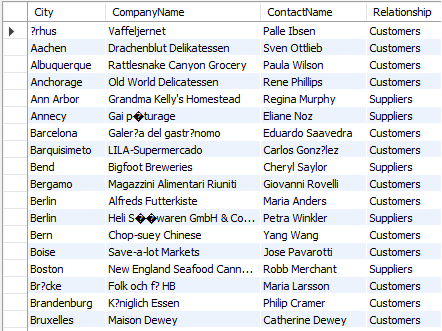 City CompanyName ContactName Relationship
?rhus Vaffeljernet Palle Ibsen Customers
Aachen Drachenblut Delikatessen Sven Ottlieb Customers
Albuquerque Rattlesnake Canyon Grocery Paula Wilson Customers
Anchorage Old World Delicatessen Rene Phillips Customers
Ann Arbor Grandma Kelly's Homestead Regina Murphy Suppliers
Annecy Gai p�turage Eliane Noz Suppliers
Barcelona Galer?a del gastr?nomo Eduardo Saavedra Customers
Barquisimeto LILA-Supermercado Carlos Gonz?lez Customers
Bend Bigfoot Breweries Cheryl Saylor Suppliers
Bergamo Magazzini Alimentari Riuniti Giovanni Rovelli Customers
Berlin Alfreds Futterkiste Maria Anders Customers
Berlin Heli S��waren GmbH & Co... Petra Winkler Suppliers
Bern Chop-suey Chinese Yang Wang Customers
Boise Save-a-lot Markets Jose Pavarotti Customers
Boston New England Seafood Cann... Robb Merchant Suppliers
Br?cke Folk och f? HB Maria Larsson Customers
Brandenburg K?niglich Essen Philip Cramer Customers
Bruxelles Maison Dewey Catherine Dewey Customers